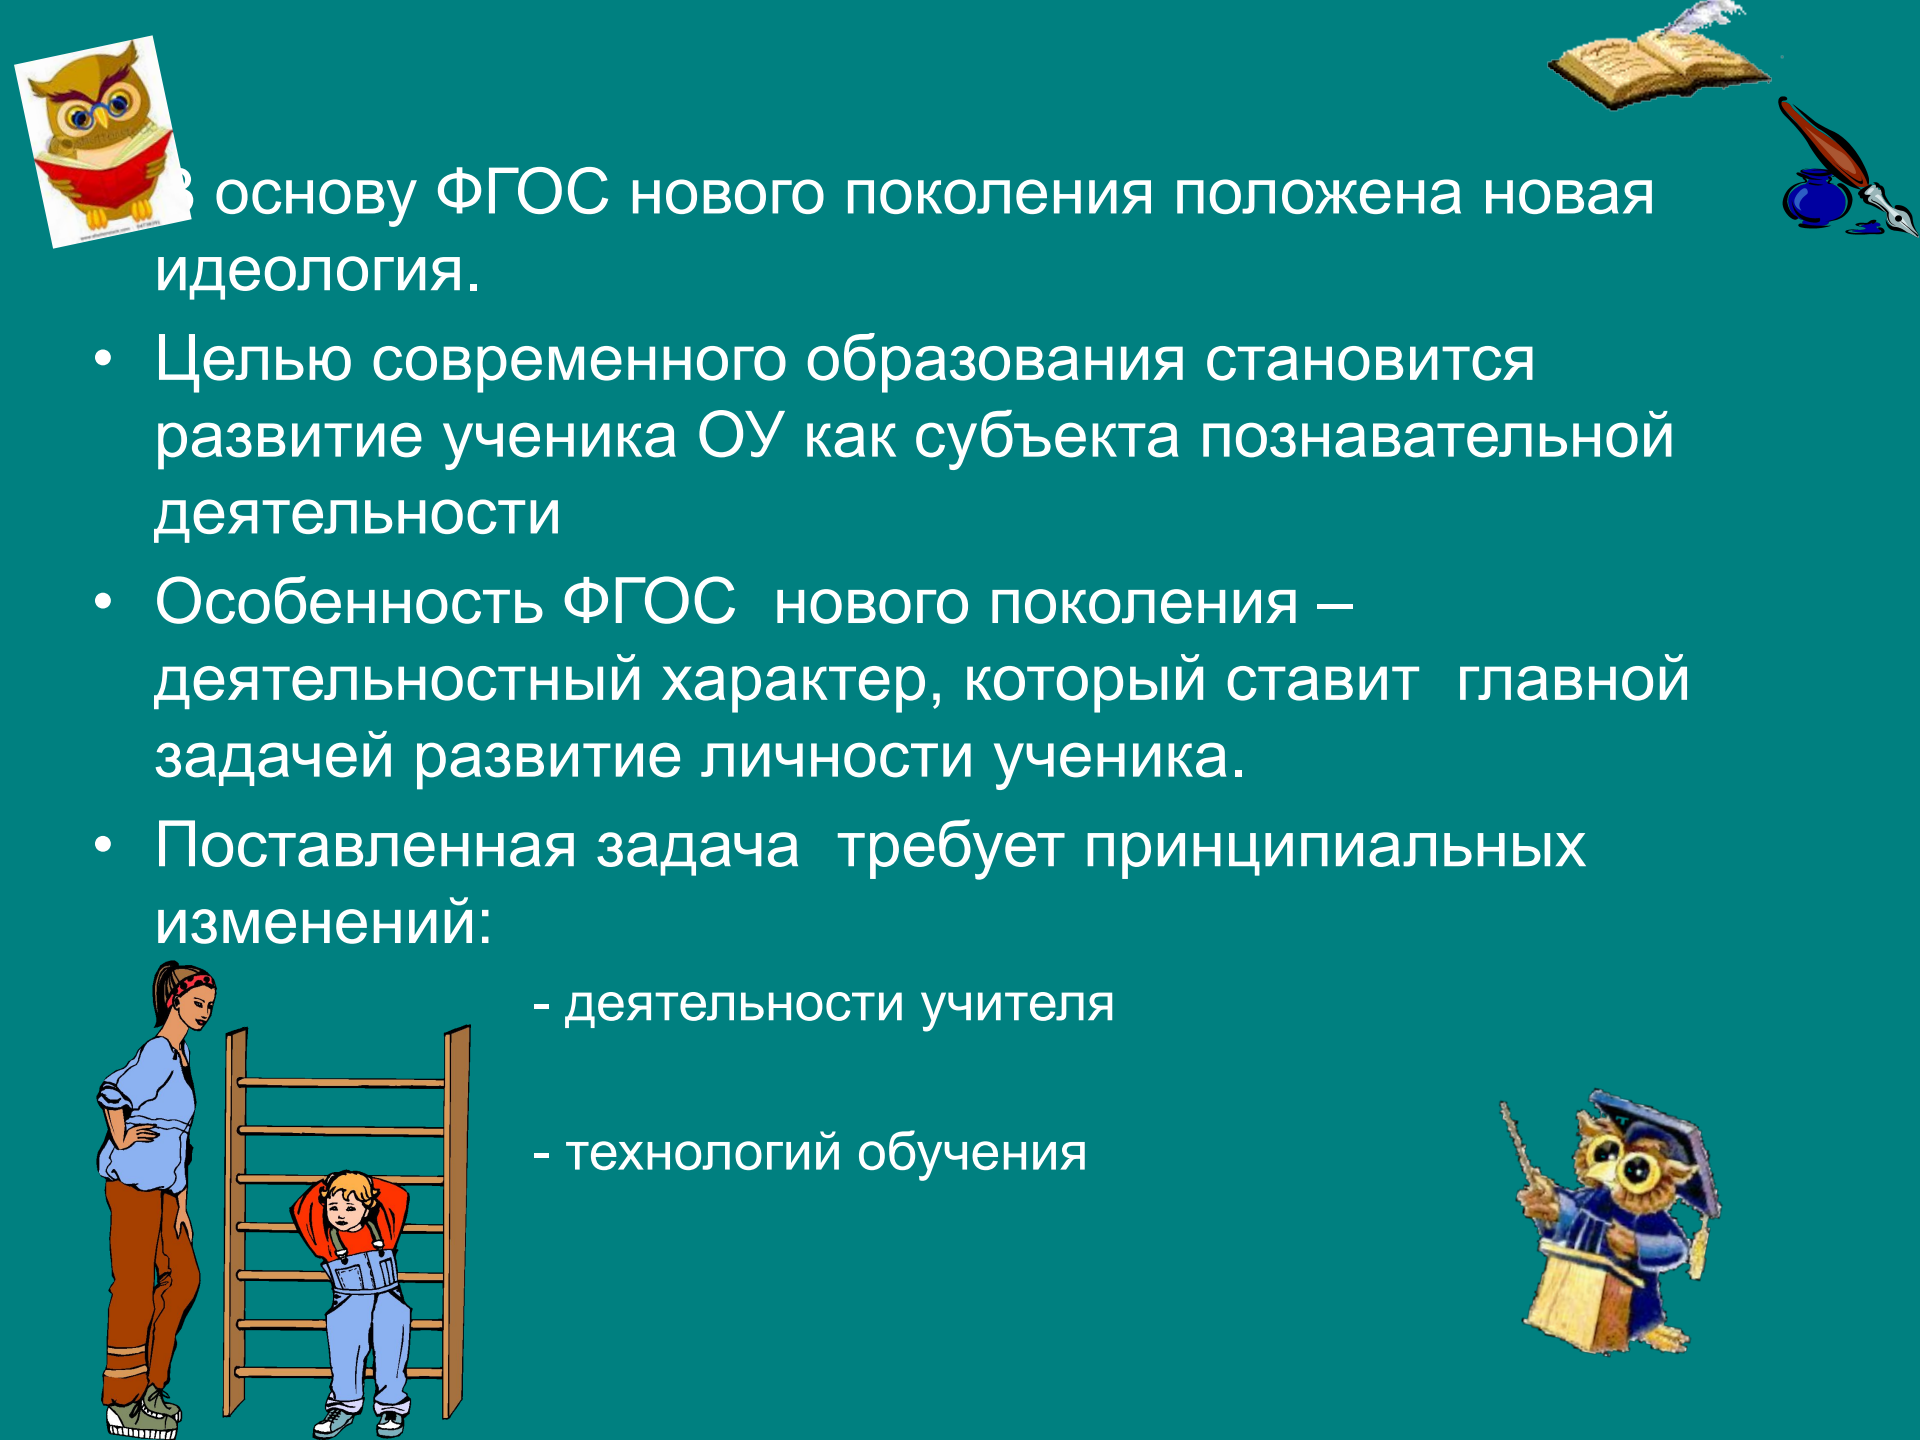 В основу ФГОС нового поколения положена новая
идеология.
• Целью современного образования становится
развитие ученика ОУ как субъекта познавательной
деятельности
• Особенность ФГОС  нового поколения –
деятельностный характер, который ставит  главной
задачей развитие личности ученика.
• Поставленная задача  требует принципиальных
изменений:
- деятельности учителя
- технологий обучения